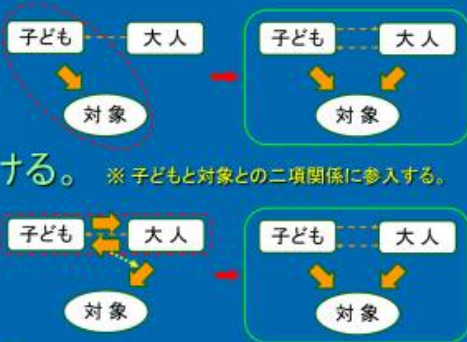 子ども 大人 子ども 大人
対象 対象
ける。 ※子どもと対象との二項関係に参入する。
子ども 大人 子ども 大人
対象 対象